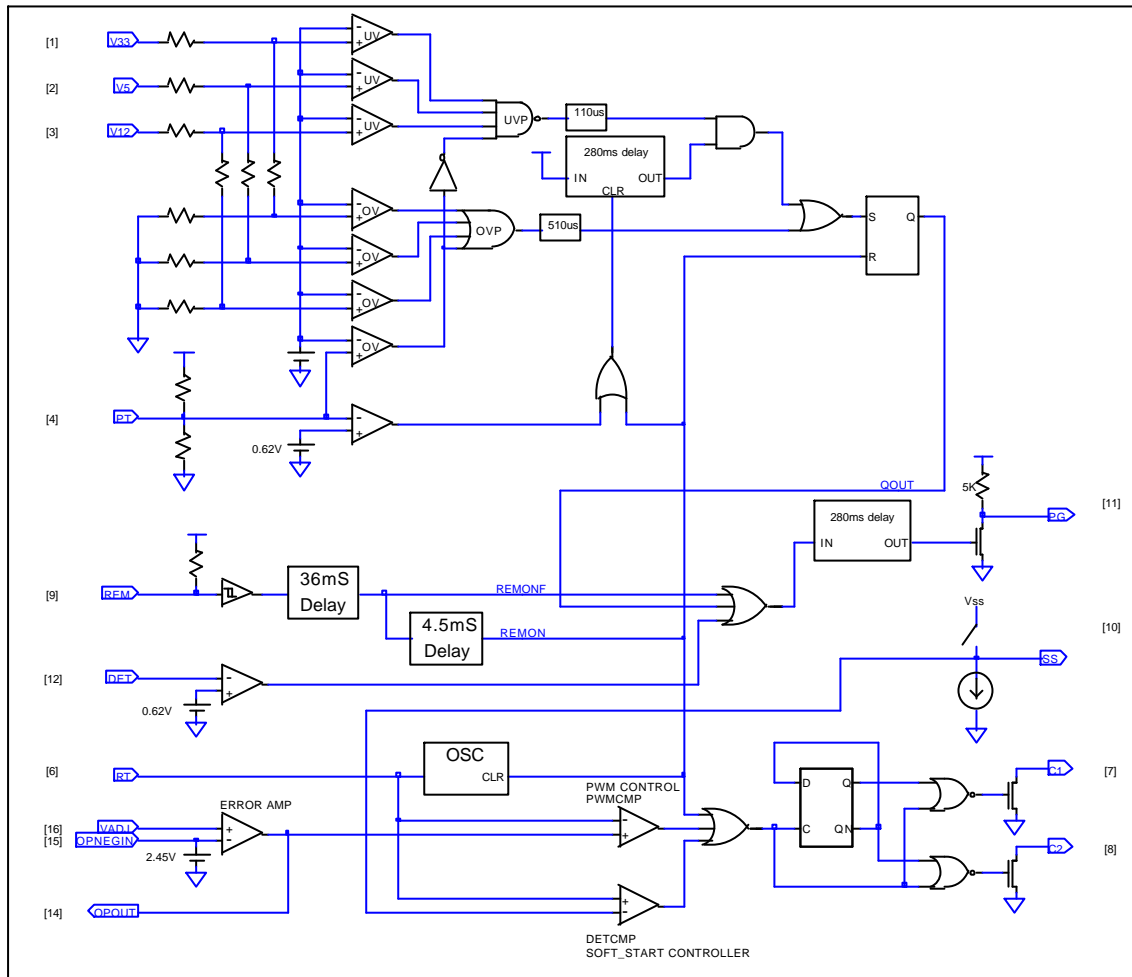 [1] V33 - + UV
[2] V5 - + UV
[3] V12 - + UV
UVP
110us
280ms delay
IN OUT
CLR
- + OV
- + OV
- + OV
- + OV
OVP
510us
S Q
R
[4] PT
- +
0.62V
QOUT
5K
PG [11]
280ms delay
IN OUT
[9] REM
36mS
Delay
REMONF
4.5mS
Delay
REMON
Vss
[10]
SS
[12] DET
- +
0.62V
[6] RT
OSC
CLR
PWM CONTROL
PWMCMP
- +
D Q
C QN
C1 [7]
C2 [8]
ERROR AMP
[16] VADJ +
[15] OPNEGIN -
2.45V
[14] OPOUT
+ -
DETCMP
SOFT_START CONTROLLER